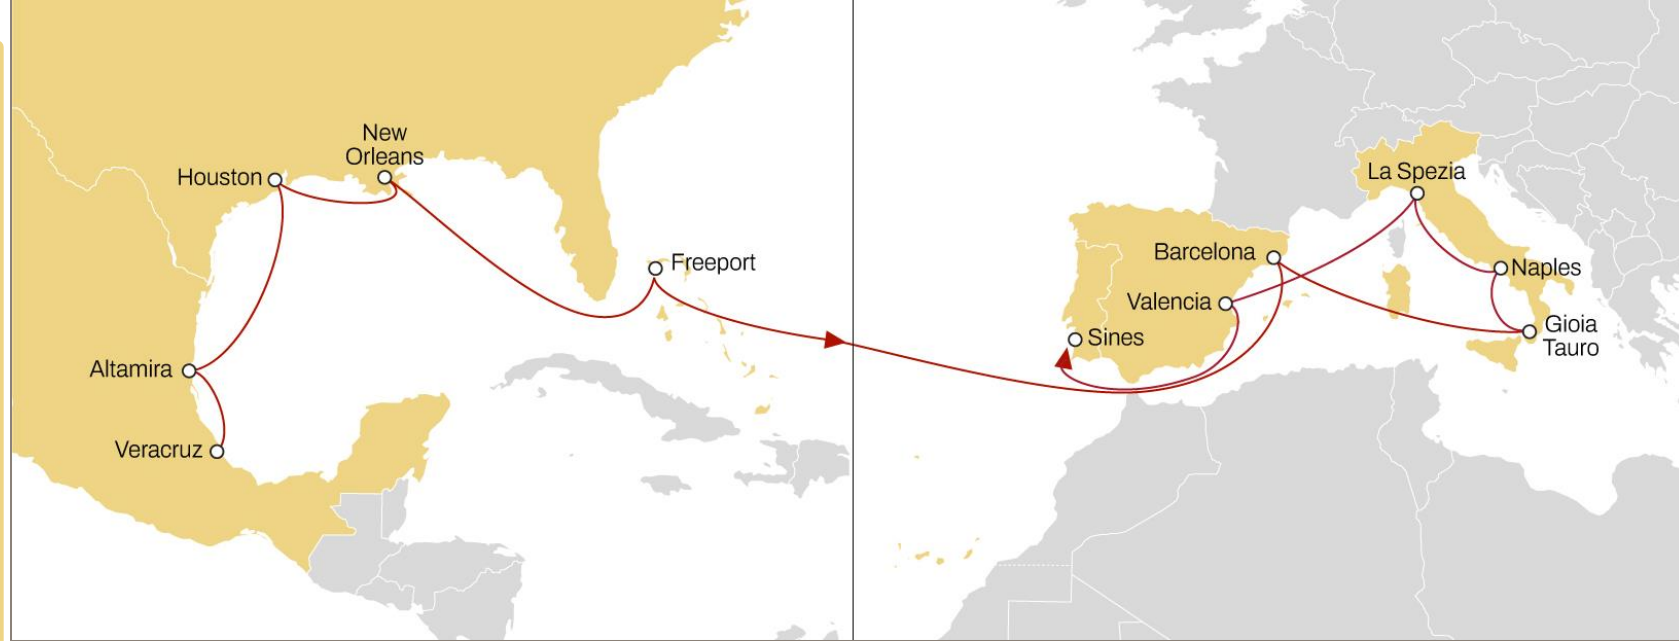 New
Orleans
Houston
Freeport
Altamira
Veracruz
La Spezia
Barcelona
Naples
Valencia
Sines
Gioia
Tauro